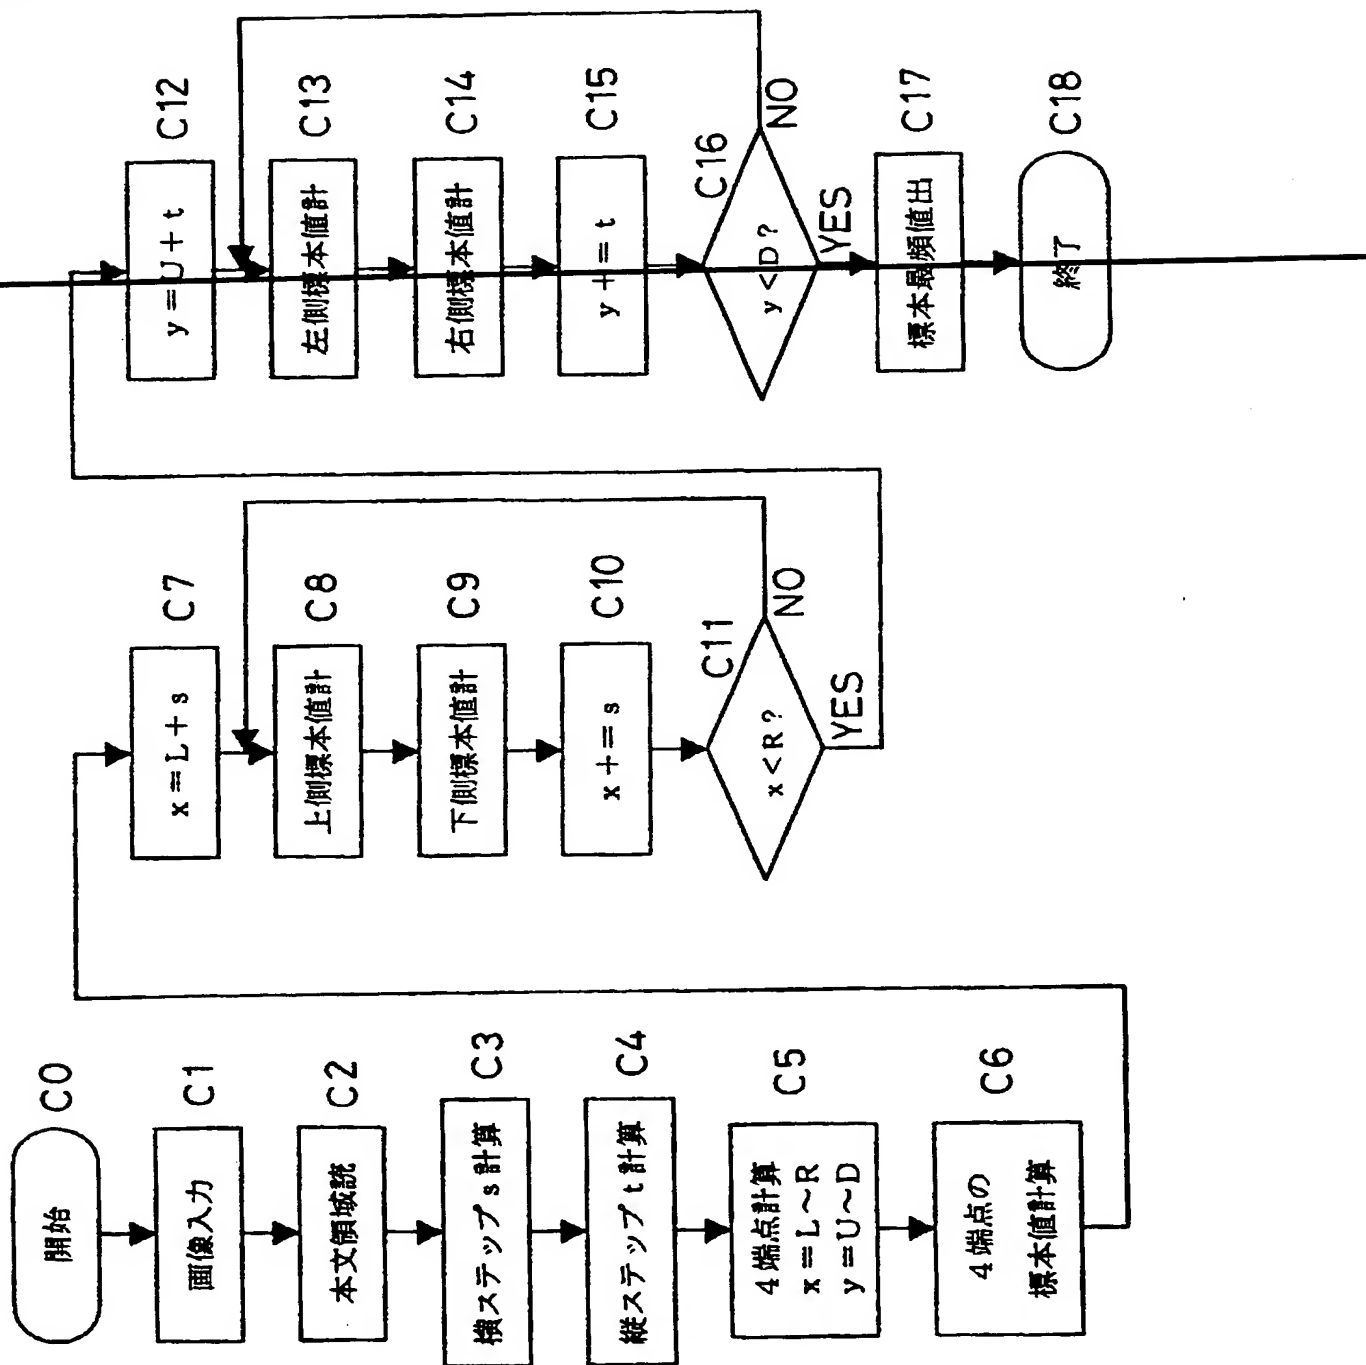 C0
開始
C1
画像入力
C2
本文領域読
C3
横ステップs計算
C4
縦ステップt計算
C5
4端点計算
x=L~R
y=U~D
C6
4端点の
標本値計算
C7
x=L+s
C8
上側標本値計
C9
下側標本値計
C10
x+=s
C11
x<R?
NO
YES
C12
y=U+t
C13
左側標本値計
C14
右側標本値計
C15
y+=t
C16
y<D?
NO
YES
C17
標本最頻値出
C18
終了